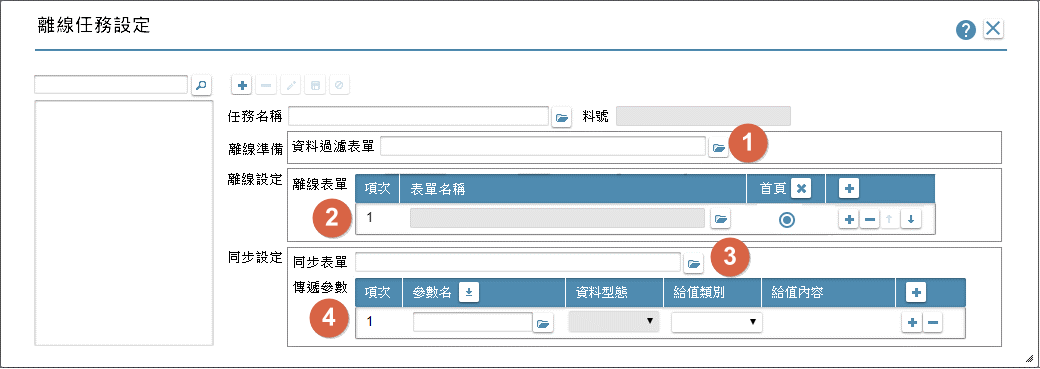 離線任務設定
任務名稱 料號
離線準備 資料過濾表單 1
離線設定 離線表單 項次 表單名稱 首頁
2 1
同步設定 同步表單 3
傳遞參數 項次 參數名 資料型態 給值類別 給值內容
4 1